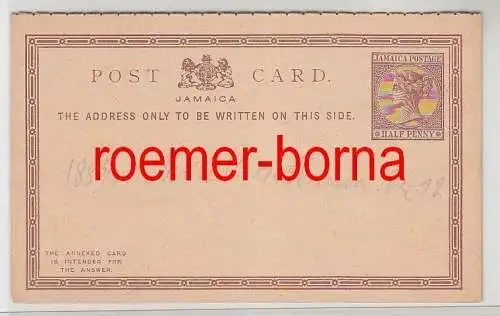 JAMAICA POSTAGE
POST CARD.
JAMAICA
HALF PENNY
THE ADDRESS ONLY TO BE WRITTEN ON THIS SIDE.
roemer-borna
THE ANNEXED CARD
IS INTENDED FOR
THE ANSWER.